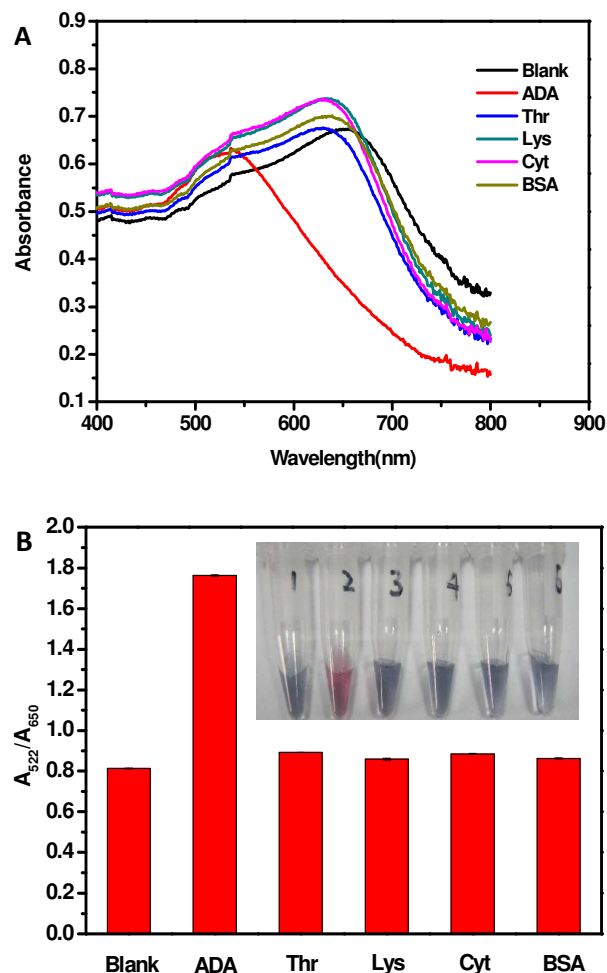 A
0.9
0.8
0.7
0.6
0.5
0.4
0.3
0.2
0.1
Absorbance
Blank
ADA
Thr
Lys
Cyt
BSA
400 500 600 700 800 900
Wavelength(nm)
B
2.0
1.8
1.6
1.4
1.2
1.0
0.8
0.6
0.4
0.2
0.0
A522/A650
1 2 3 4 5 6
Blank ADA Thr Lys Cyt BSA